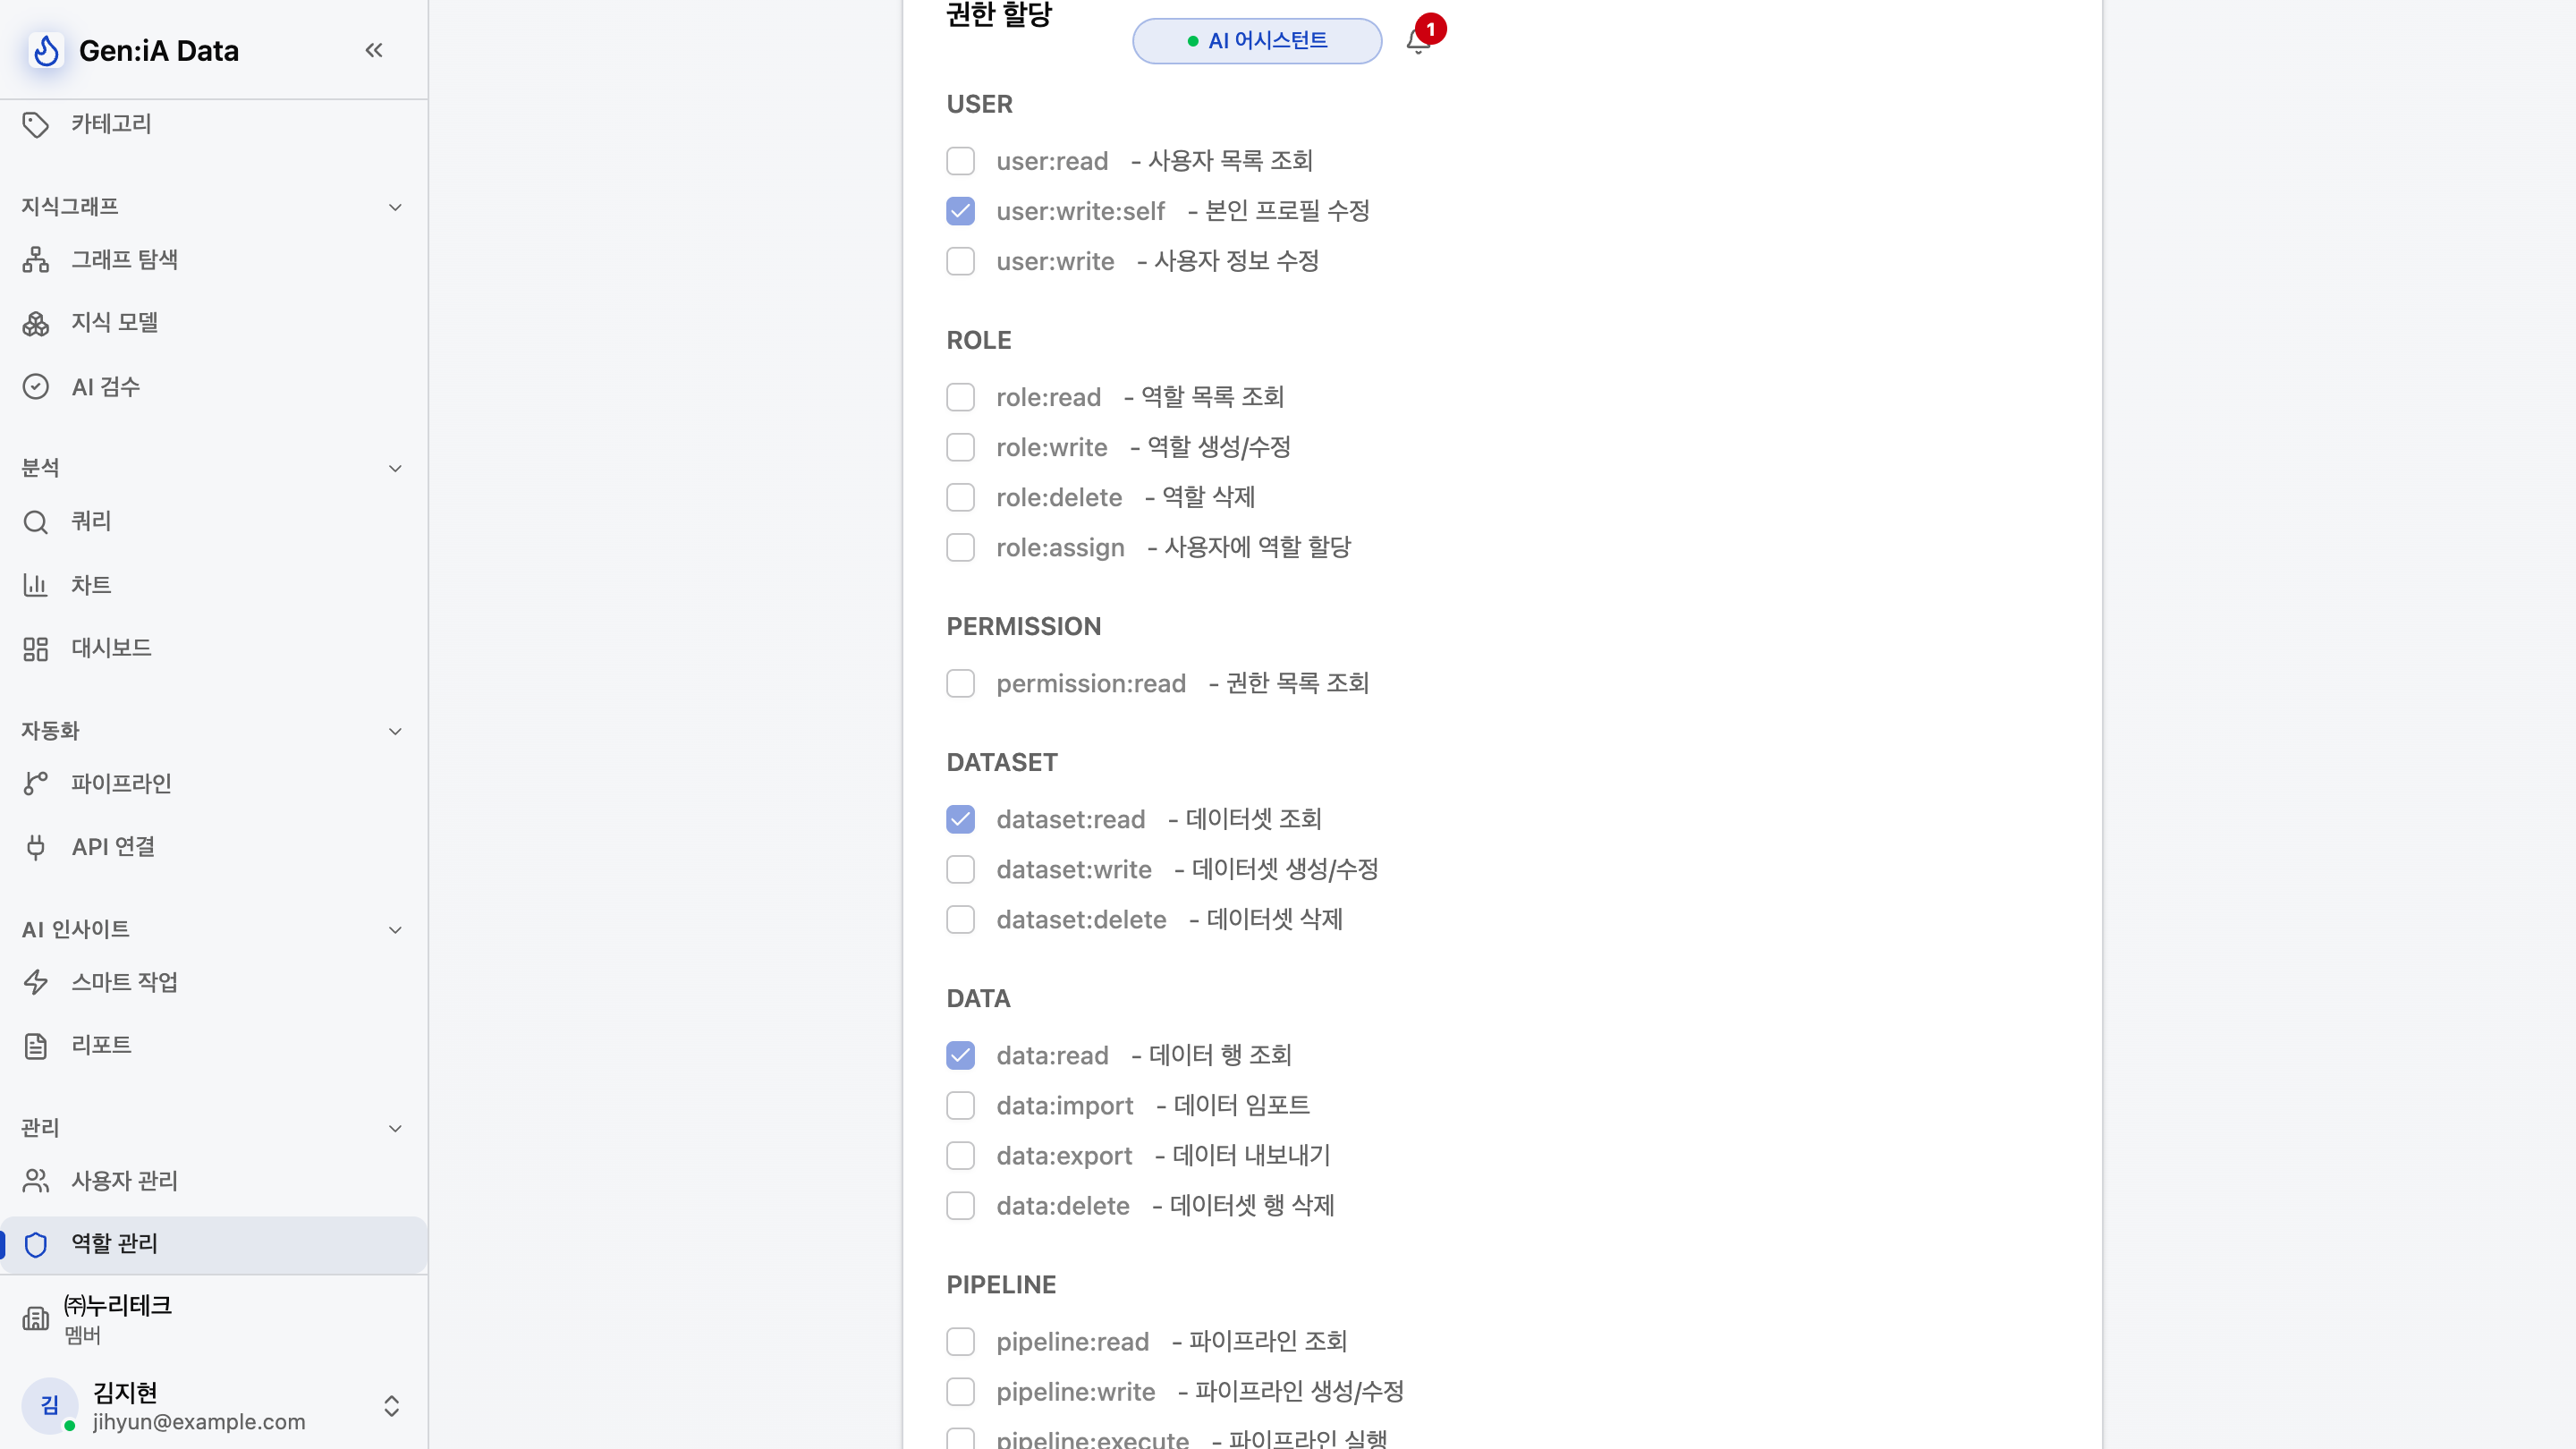 Gen:iA Data
카테고리
지식그래프
그래프 탐색
지식 모델
AI 검수
분석
쿼리
차트
대시보드
자동화
파이프라인
API 연결
AI 인사이트
스마트 작업
리포트
관리
사용자 관리
역할 관리
㈜누리테크
멤버
김
김지현
jihyun@example.com
권한 할당
AI 어시스턴트
1
USER
user:read - 사용자 목록 조회
user:write:self - 본인 프로필 수정
user:write - 사용자 정보 수정
ROLE
role:read - 역할 목록 조회
role:write - 역할 생성/수정
role:delete - 역할 삭제
role:assign - 사용자에 역할 할당
PERMISSION
permission:read - 권한 목록 조회
DATASET
dataset:read - 데이터셋 조회
dataset:write - 데이터셋 생성/수정
dataset:delete - 데이터셋 삭제
DATA
data:read - 데이터 행 조회
data:import - 데이터 임포트
data:export - 데이터 내보내기
data:delete - 데이터셋 행 삭제
PIPELINE
pipeline:read - 파이프라인 조회
pipeline:write - 파이프라인 생성/수정
pipeline:execute - 파이프라인 실행